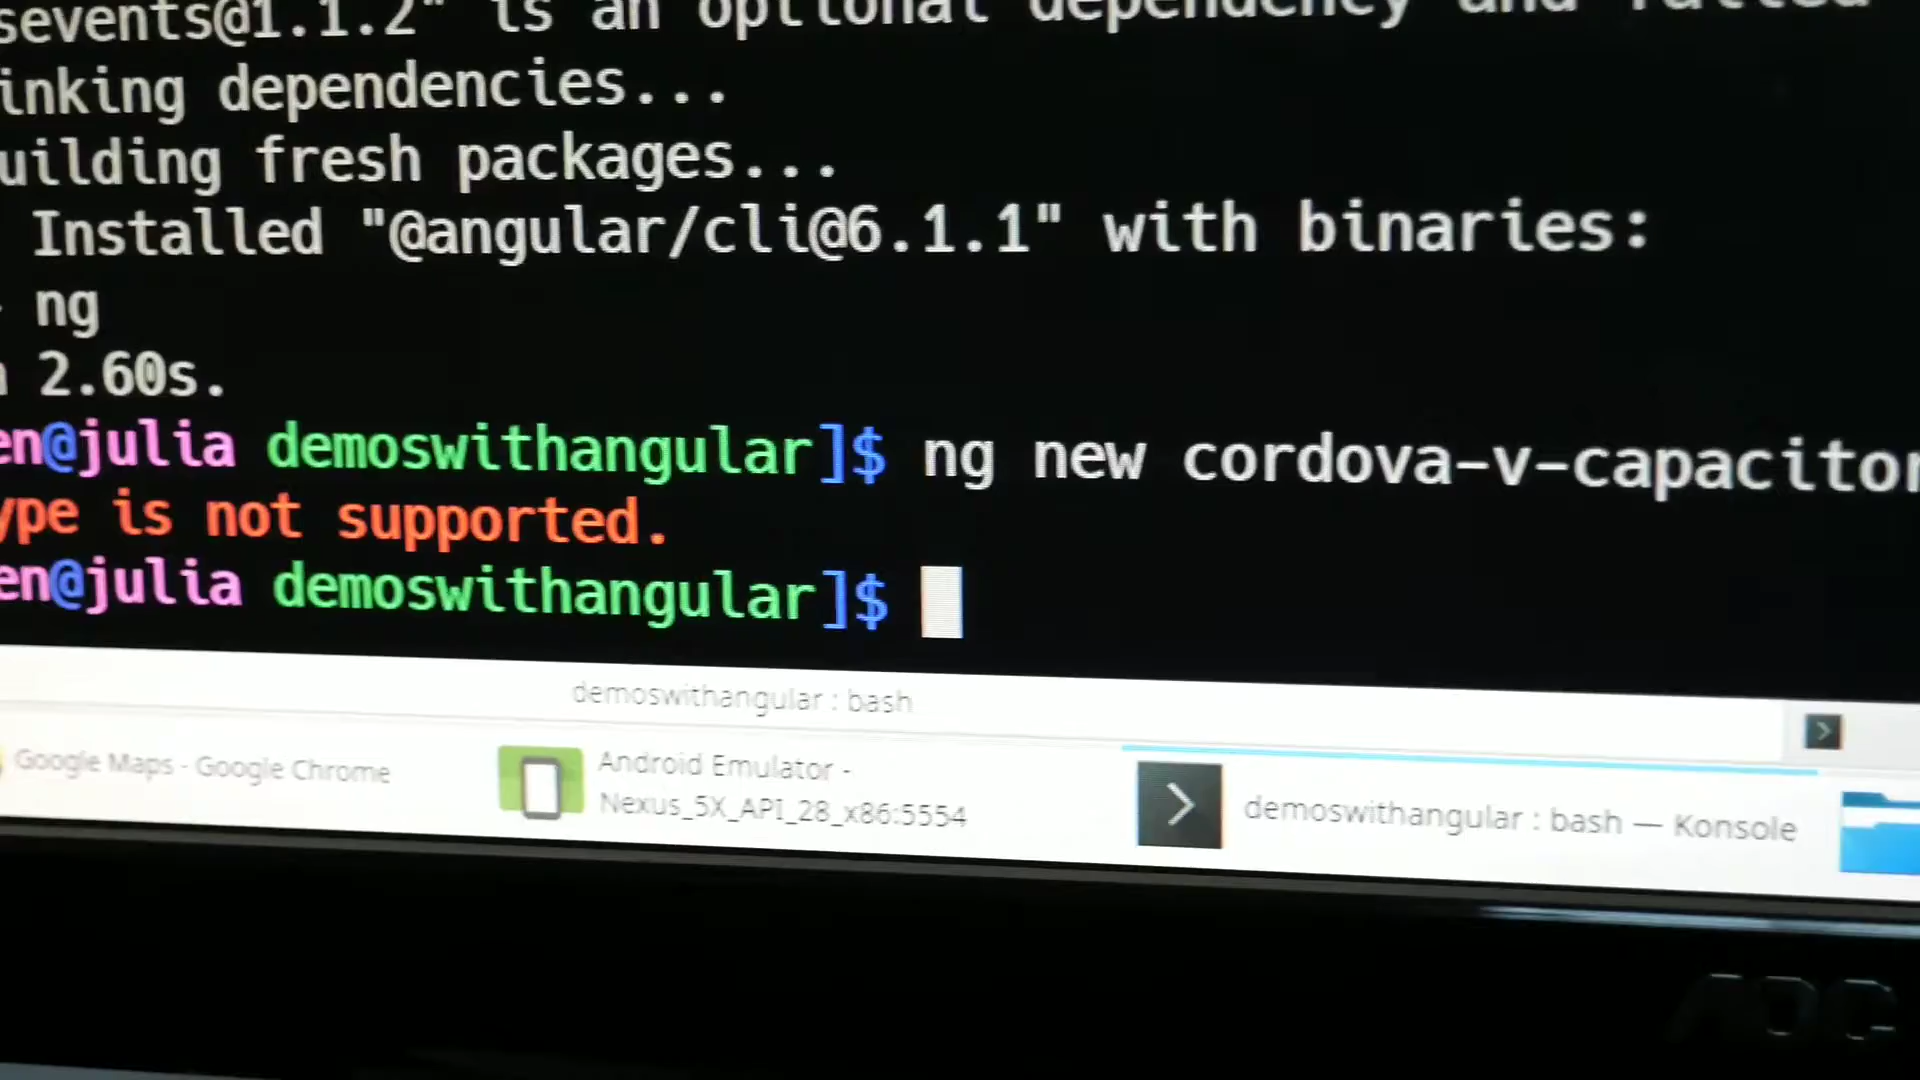 sevents@1.1.2" is an optional dependency and failed
inking dependencies...
uilding fresh packages...
Installed "@angular/cli@6.1.1" with binaries:
- ng
2.60s.
en@julia demoswithangular]$ ng new cordova-v-capacitor
ype is not supported.
en@julia demoswithangular]$
demoswithangular : bash
Google Maps - Google Chrome
Android Emulator -
Nexus_5X_API_28_x86:5554
demoswithangular : bash — Konsole
AOC